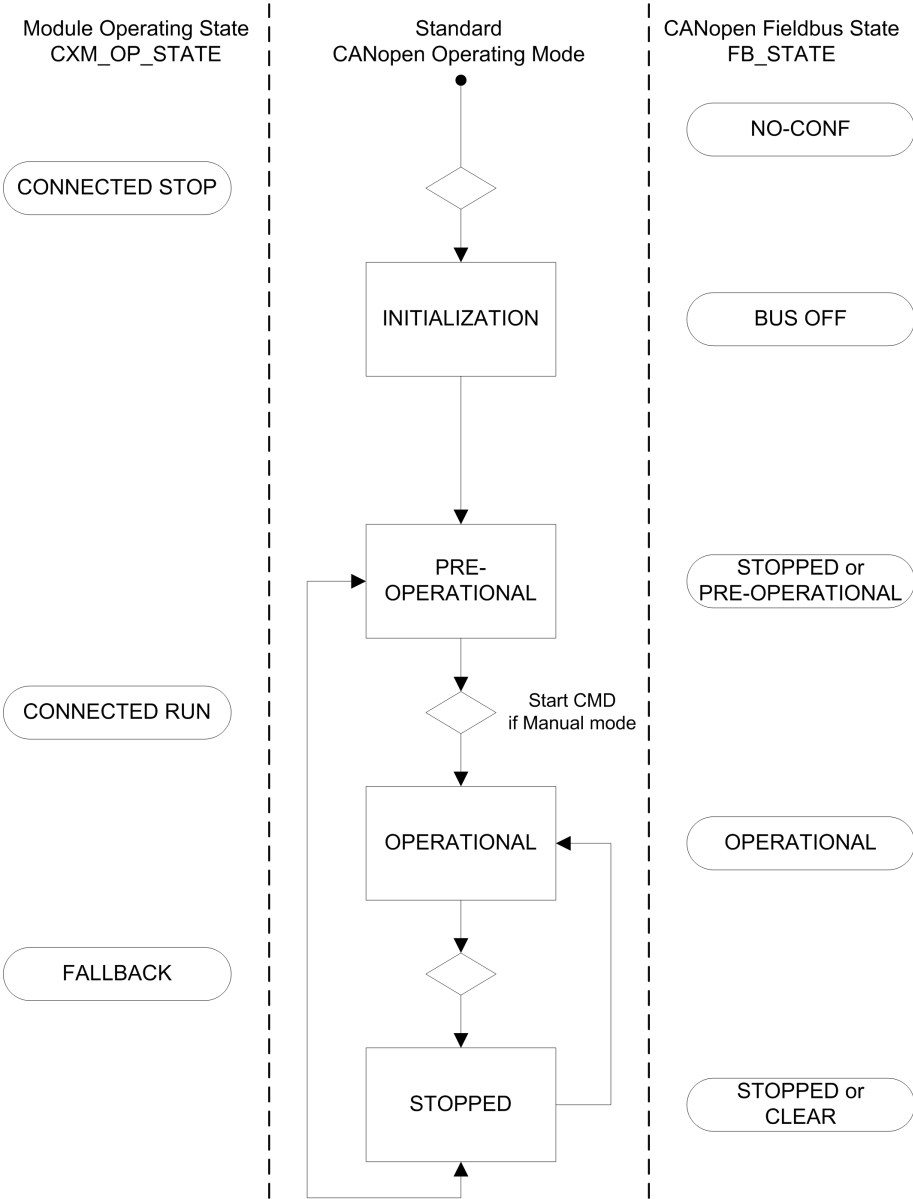 Module Operating State
CXM_OP_STATE
Standard
CANopen Operating Mode
CANopen Fieldbus State
FB_STATE
NO-CONF
CONNECTED STOP
INITIALIZATION
BUS OFF
PRE-
OPERATIONAL
STOPPED or
PRE-OPERATIONAL
CONNECTED RUN
Start CMD
if Manual mode
OPERATIONAL
OPERATIONAL
FALLBACK
STOPPED
STOPPED or
CLEAR